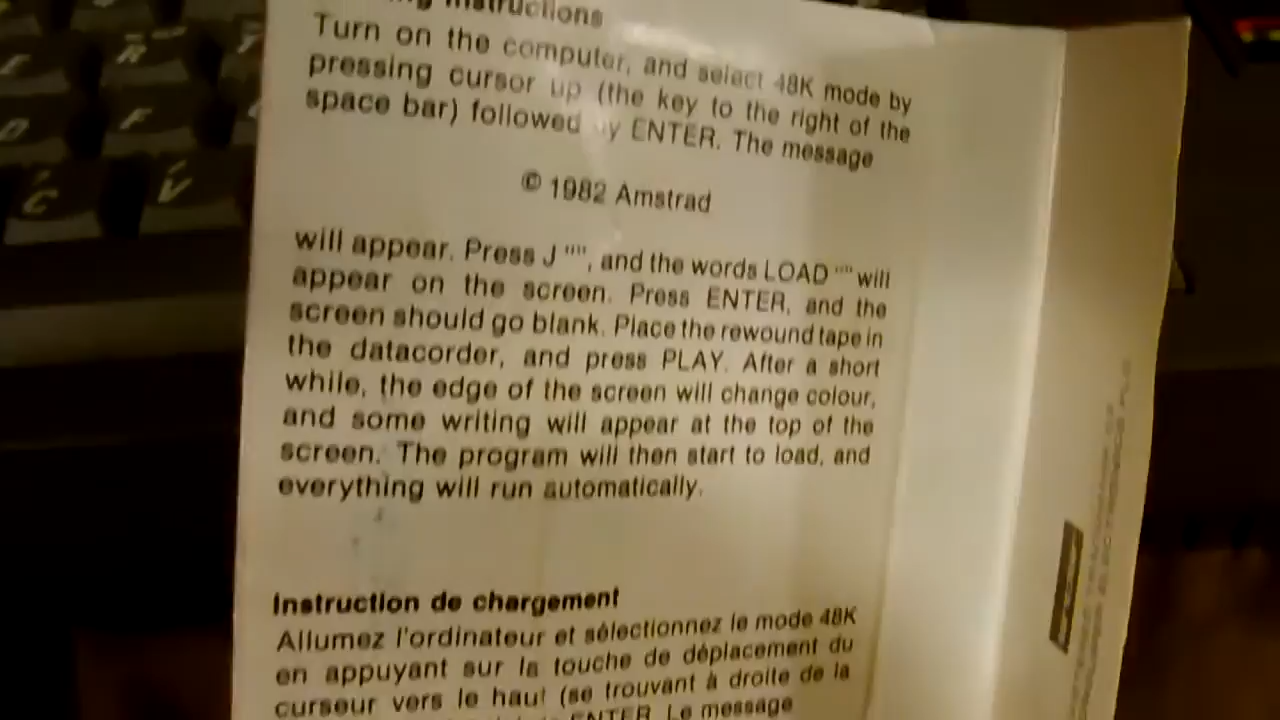 Instructions
Turn on the computer, and select 48K mode by
pressing cursor up (the key to the right of the
space bar) followed y ENTER. The message
© 1982 Amstrad
will appear. Press J "", and the words LOAD "" will
appear on the screen. Press ENTER, and the
screen should go blank. Place the rewound tape in
the datacorder, and press PLAY. After a short
while, the edge of the screen will change colour,
and some writing will appear at the top of the
screen. The program will then start to load, and
everything will run automatically.
Instruction de chargement
Allumez l'ordinateur et sélectionnez le mode 48K
en appuyant sur la touche de déplacement du
curseur vers le haut (se trouvant à droite de la
ENTER. Le message
R
F
C
V